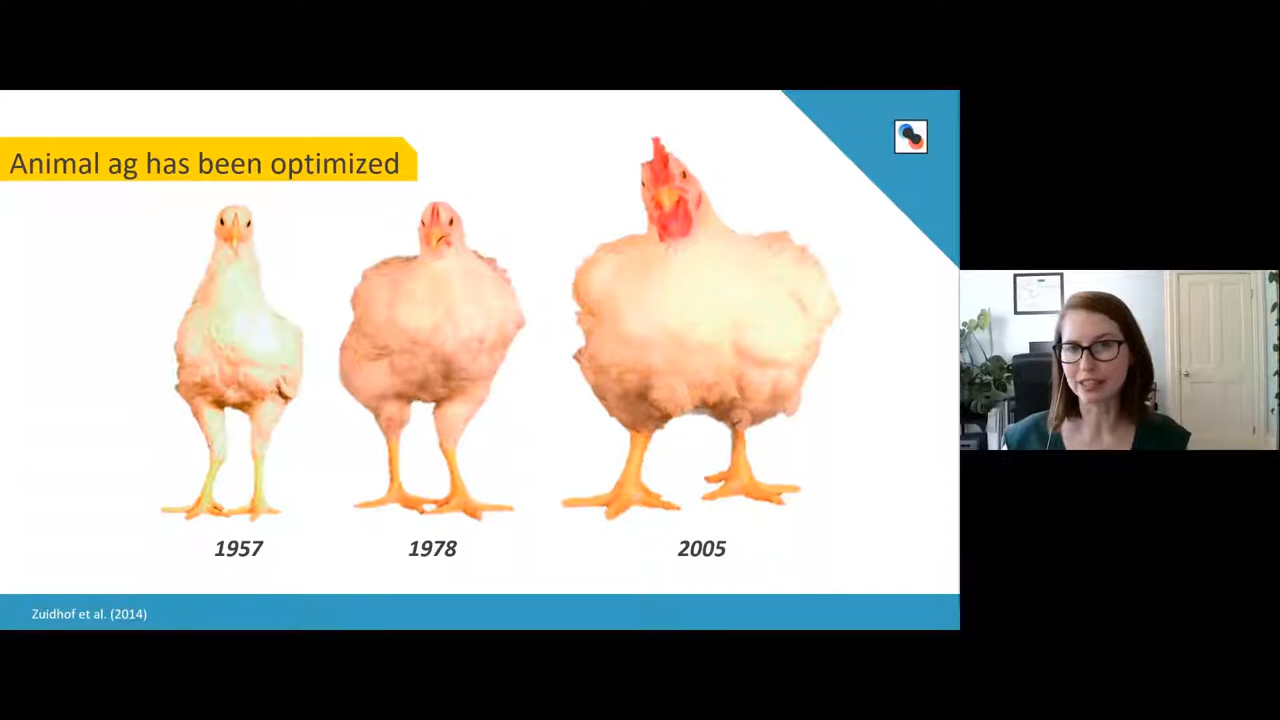 Animal ag has been optimized
1957
1978
2005
Zuidhof et al. (2014)